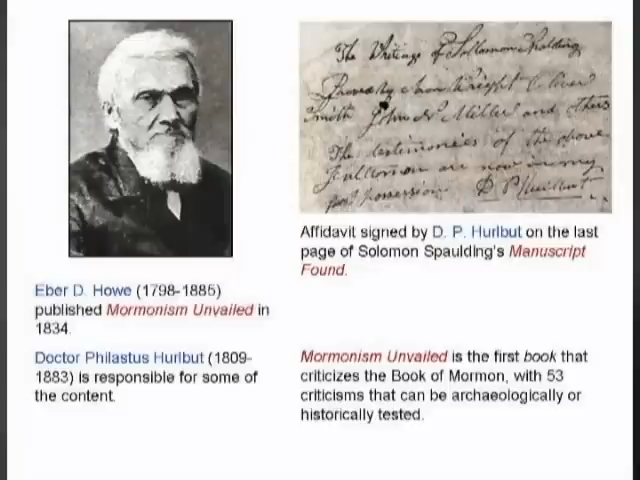 The Writings of Sollomon Spalding
Proved by Aron Wright Oliver
Smith John N Miller and others
The testimonies of the above
Gentlemen are now in my
possession D P Hurlbut
Affidavit signed by D. P. Hurlbut on the last
page of Solomon Spaulding's Manuscript
Found.
Eber D. Howe (1798-1885)
published Mormonism Unvailed in
1834.
Doctor Philastus Hurlbut (1809-
1883) is responsible for some of
the content.
Mormonism Unvailed is the first book that
criticizes the Book of Mormon, with 53
criticisms that can be archaeologically or
historically tested.